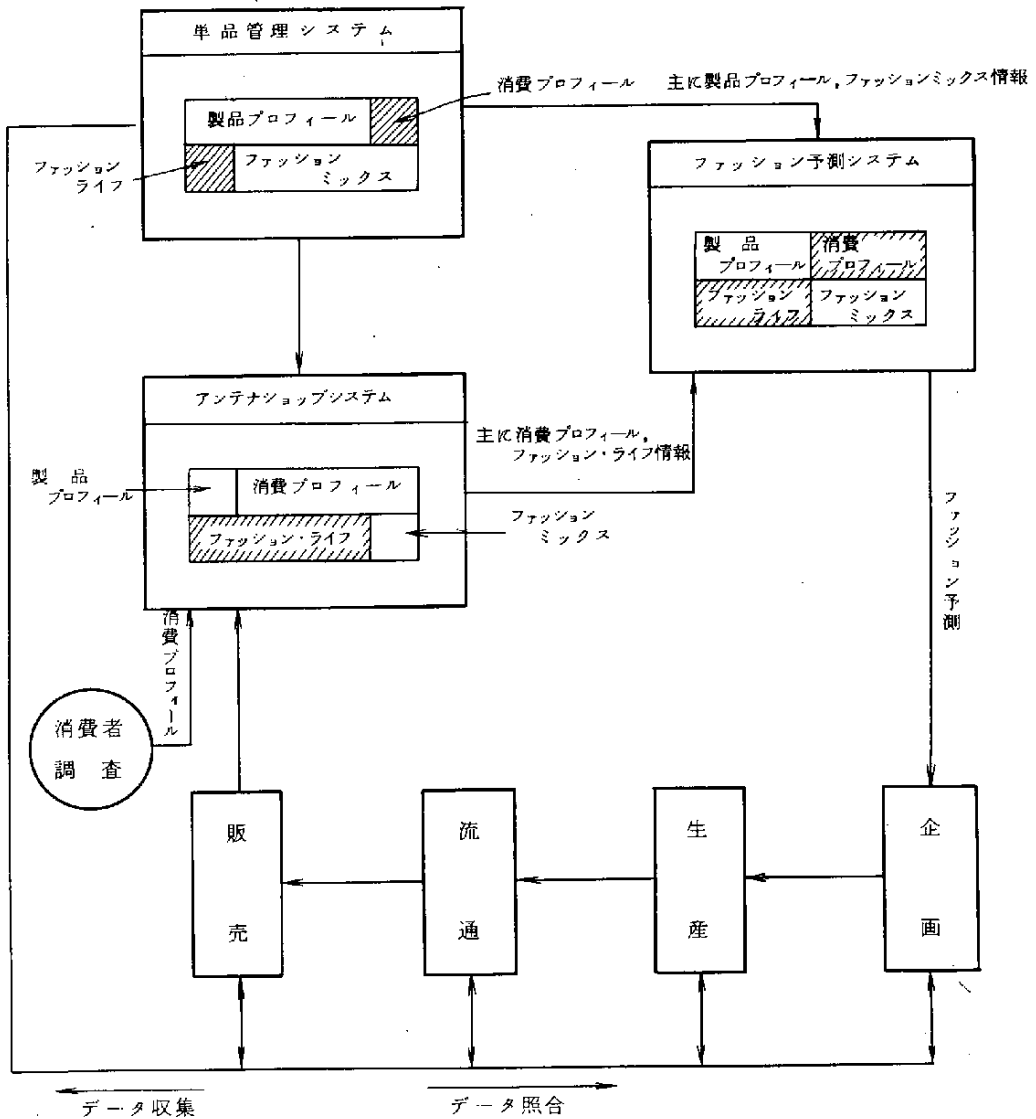 単品管理システム
消費プロフィール
主に製品プロフィール,ファッションミックス情報
製品プロフィール
ファッション
ライフ
ファッション
ミックス
ファッション予測システム
製品
プロフィール
消費
プロフィール
ファッション
ライフ
ファッション
ミックス
アンテナショップシステム
主に消費プロフィール,
ファッション・ライフ情報
製品
プロフィール
消費プロフィール
ファッション・ライフ
ファッション
ミックス
ファッション予測
消費プロフィール
消費者
調査
販売
流通
生産
企画
データ収集
データ照合